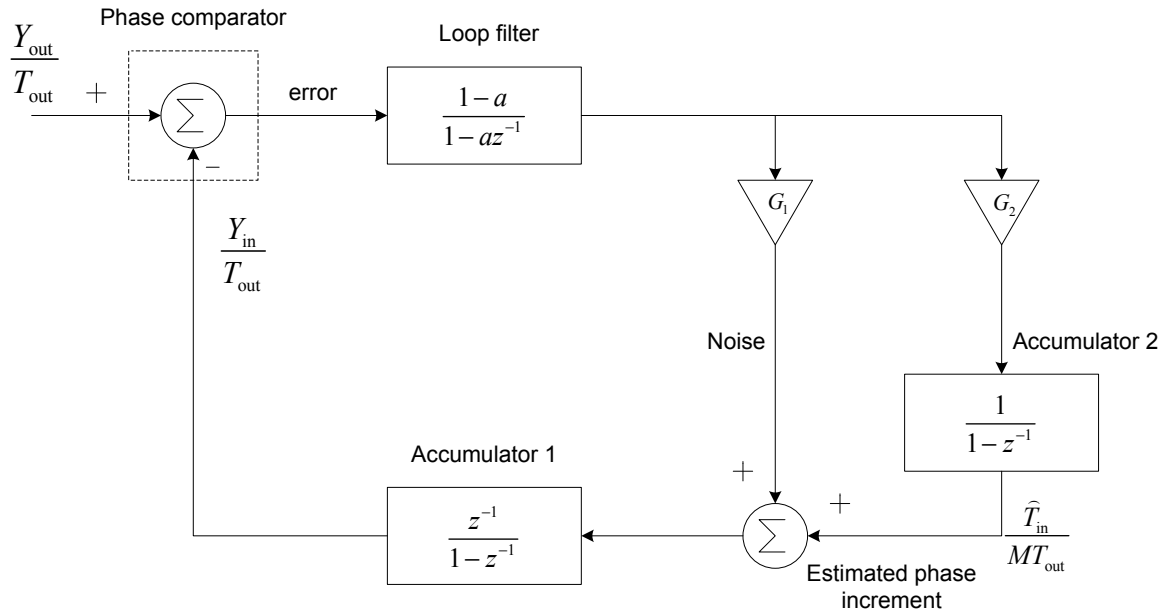 Phase comparator
Y_out / T_out
+
Σ
−
error
Loop filter
(1 − a) / (1 − az^{−1})
G_1
G_2
Y_in / T_out
Noise
Accumulator 2
1 / (1 − z^{−1})
Accumulator 1
z^{−1} / (1 − z^{−1})
+
+
Σ
T̂_in / MT_out
Estimated phase
increment